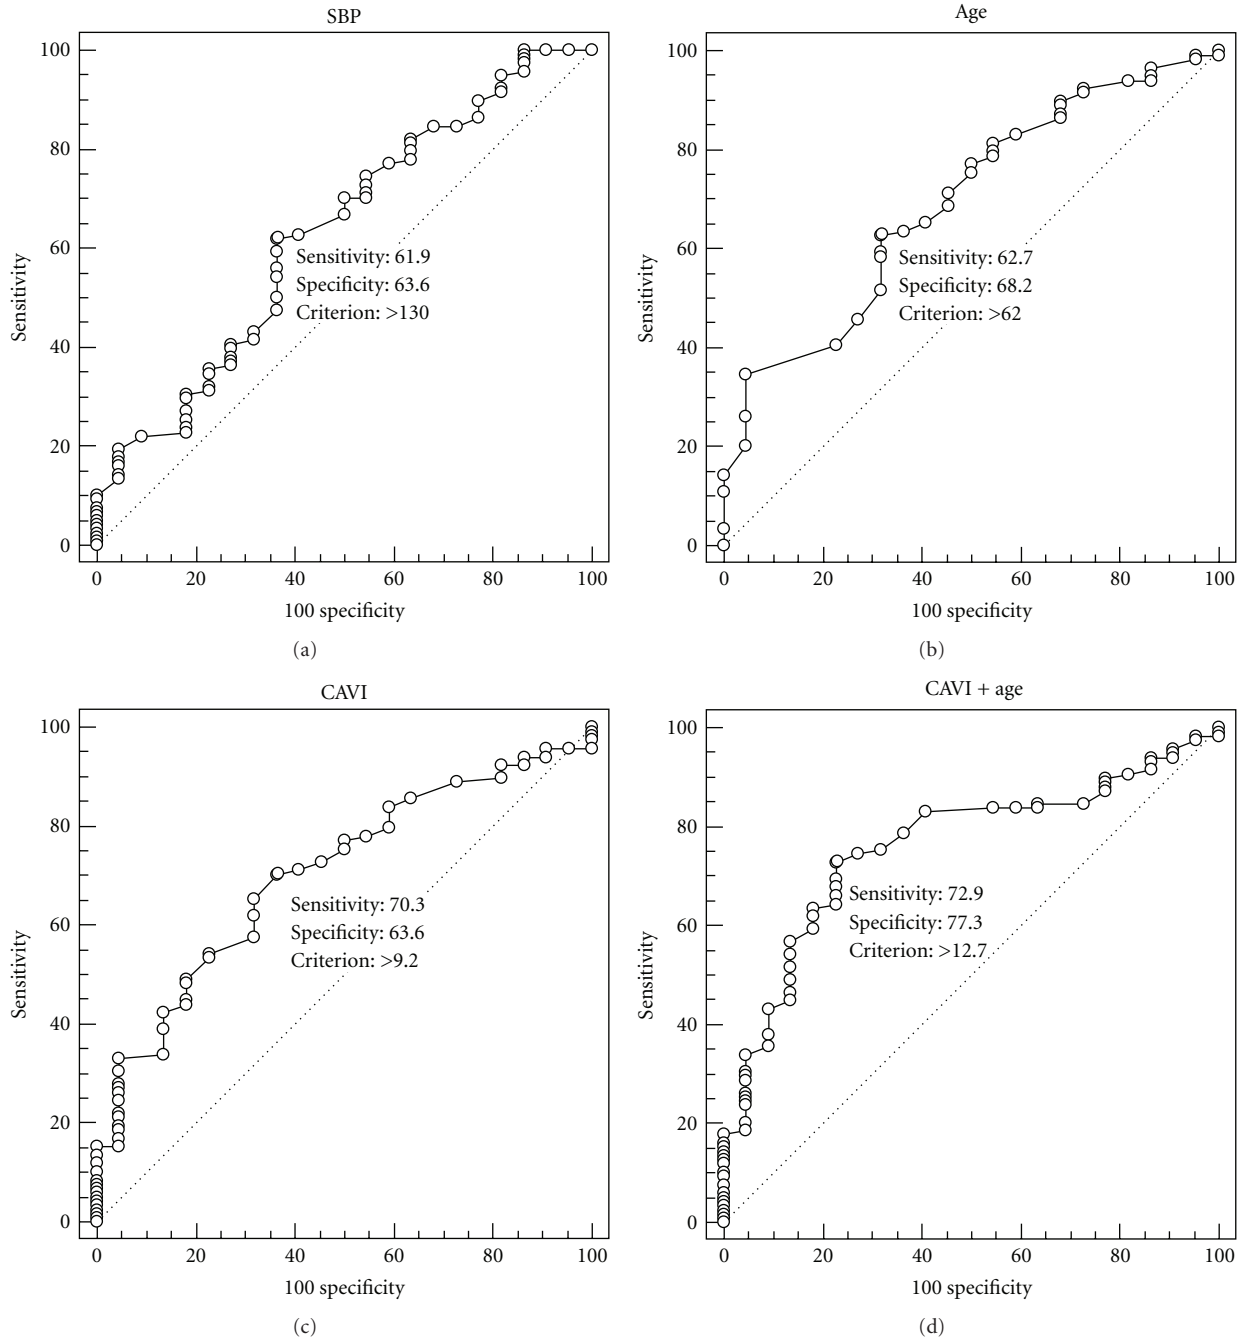 SBP
100
80
60
40
20
0
Sensitivity
Sensitivity: 61.9
Specificity: 63.6
Criterion: >130
0 20 40 60 80 100
100 specificity
(a)
Age
100
80
60
40
20
0
Sensitivity
Sensitivity: 62.7
Specificity: 68.2
Criterion: >62
0 20 40 60 80 100
100 specificity
(b)
CAVI
100
80
60
40
20
0
Sensitivity
Sensitivity: 70.3
Specificity: 63.6
Criterion: >9.2
0 20 40 60 80 100
100 specificity
(c)
CAVI + age
100
80
60
40
20
0
Sensitivity
Sensitivity: 72.9
Specificity: 77.3
Criterion: >12.7
0 20 40 60 80 100
100 specificity
(d)